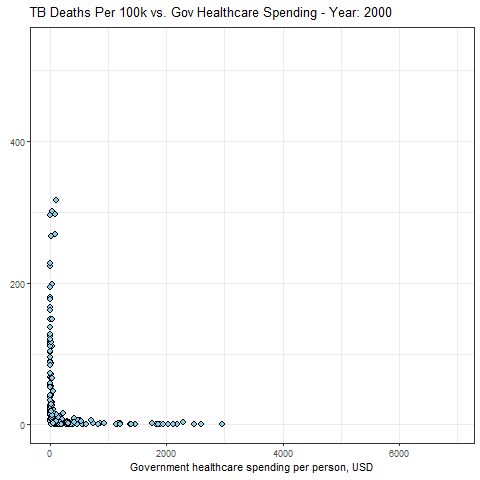 TB Deaths Per 100k vs. Gov Healthcare Spending - Year: 2000
400
200
0
0 2000 4000 6000
Government healthcare spending per person, USD